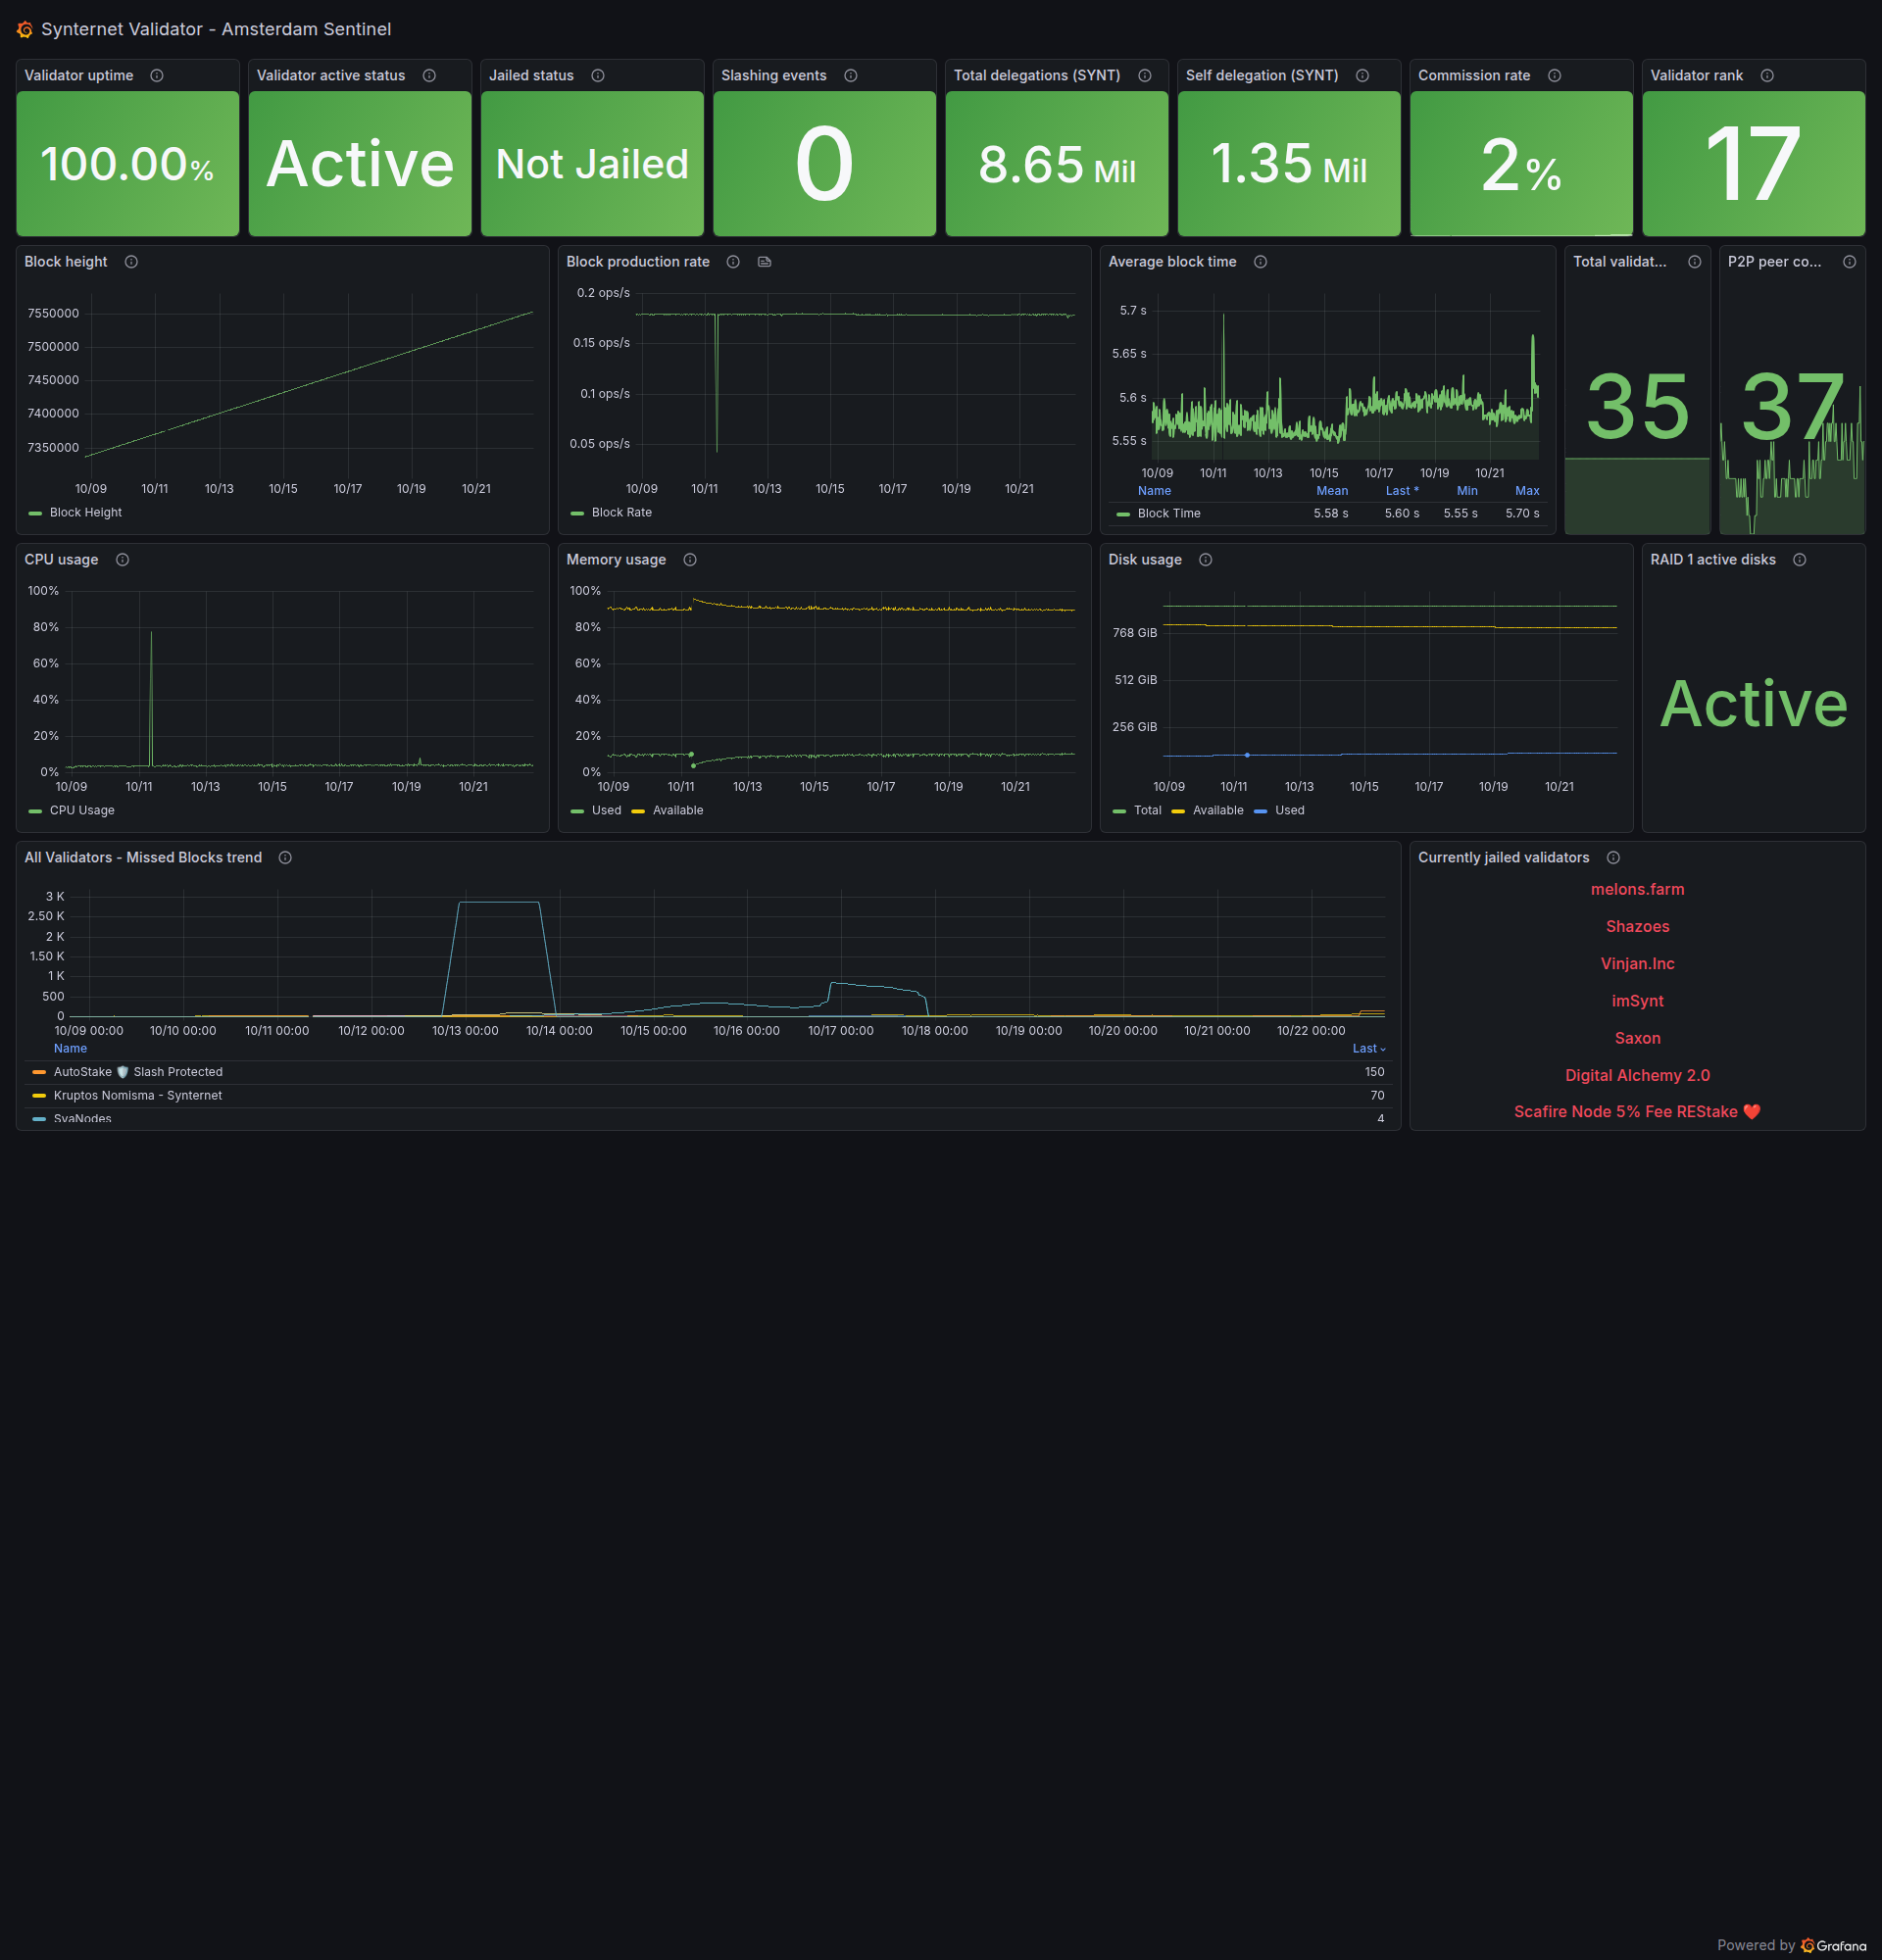 Synternet Validator - Amsterdam Sentinel
Validator uptime
100.00%
Validator active status
Active
Jailed status
Not Jailed
Slashing events
0
Total delegations (SYNT)
8.65 Mil
Self delegation (SYNT)
1.35 Mil
Commission rate
2%
Validator rank
17
Block height
7550000
7500000
7450000
7400000
7350000
10/09 10/11 10/13 10/15 10/17 10/19 10/21
Block Height
Block production rate
0.2 ops/s
0.15 ops/s
0.1 ops/s
0.05 ops/s
10/09 10/11 10/13 10/15 10/17 10/19 10/21
Block Rate
Average block time
5.7 s
5.65 s
5.6 s
5.55 s
10/09 10/11 10/13 10/15 10/17 10/19 10/21
Name Mean Last * Min Max
Block TIme 5.58 s 5.60 s 5.55 s 5.70 s
Total validat...
35
P2P peer co...
37
CPU usage
100%
80%
60%
40%
20%
0%
10/09 10/11 10/13 10/15 10/17 10/19 10/21
CPU Usage
Memory usage
100%
80%
60%
40%
20%
0%
10/09 10/11 10/13 10/15 10/17 10/19 10/21
Used Available
Disk usage
768 GiB
512 GiB
256 GiB
10/09 10/11 10/13 10/15 10/17 10/19 10/21
Total Available Used
RAID 1 active disks
Active
All Validators - Missed Blocks trend
3 K
2.50 K
2 K
1.50 K
1 K
500
0
10/09 00:00 10/10 00:00 10/11 00:00 10/12 00:00 10/13 00:00 10/14 00:00 10/15 00:00 10/16 00:00 10/17 00:00 10/18 00:00 10/19 00:00 10/20 00:00 10/21 00:00 10/22 00:00
Name Last
AutoStake 🛡️ Slash Protected 150
Kruptos Nomisma - Synternet 70
SvaNodes 4
Currently jailed validators
melons.farm
Shazoes
Vinjan.Inc
imSynt
Saxon
Digital Alchemy 2.0
Scafire Node 5% Fee REStake ❤️
Powered by Grafana